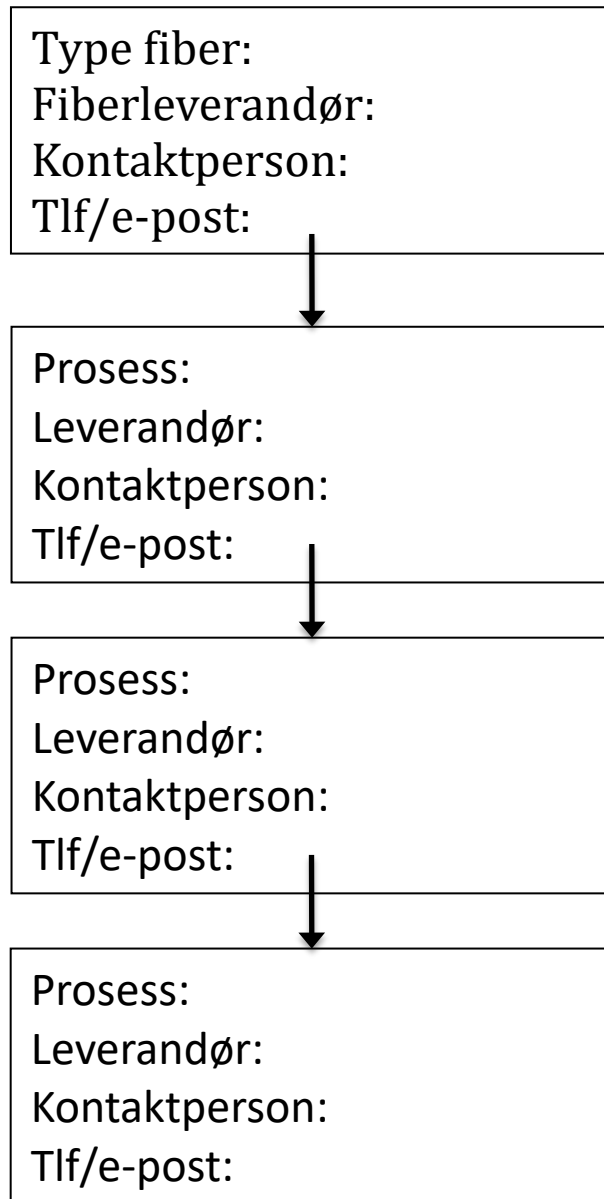 Type fiber:
Fiberleverandør:
Kontaktperson:
Tlf/e-post:
Prosess:
Leverandør:
Kontaktperson:
Tlf/e-post:
Prosess:
Leverandør:
Kontaktperson:
Tlf/e-post:
Prosess:
Leverandør:
Kontaktperson:
Tlf/e-post: